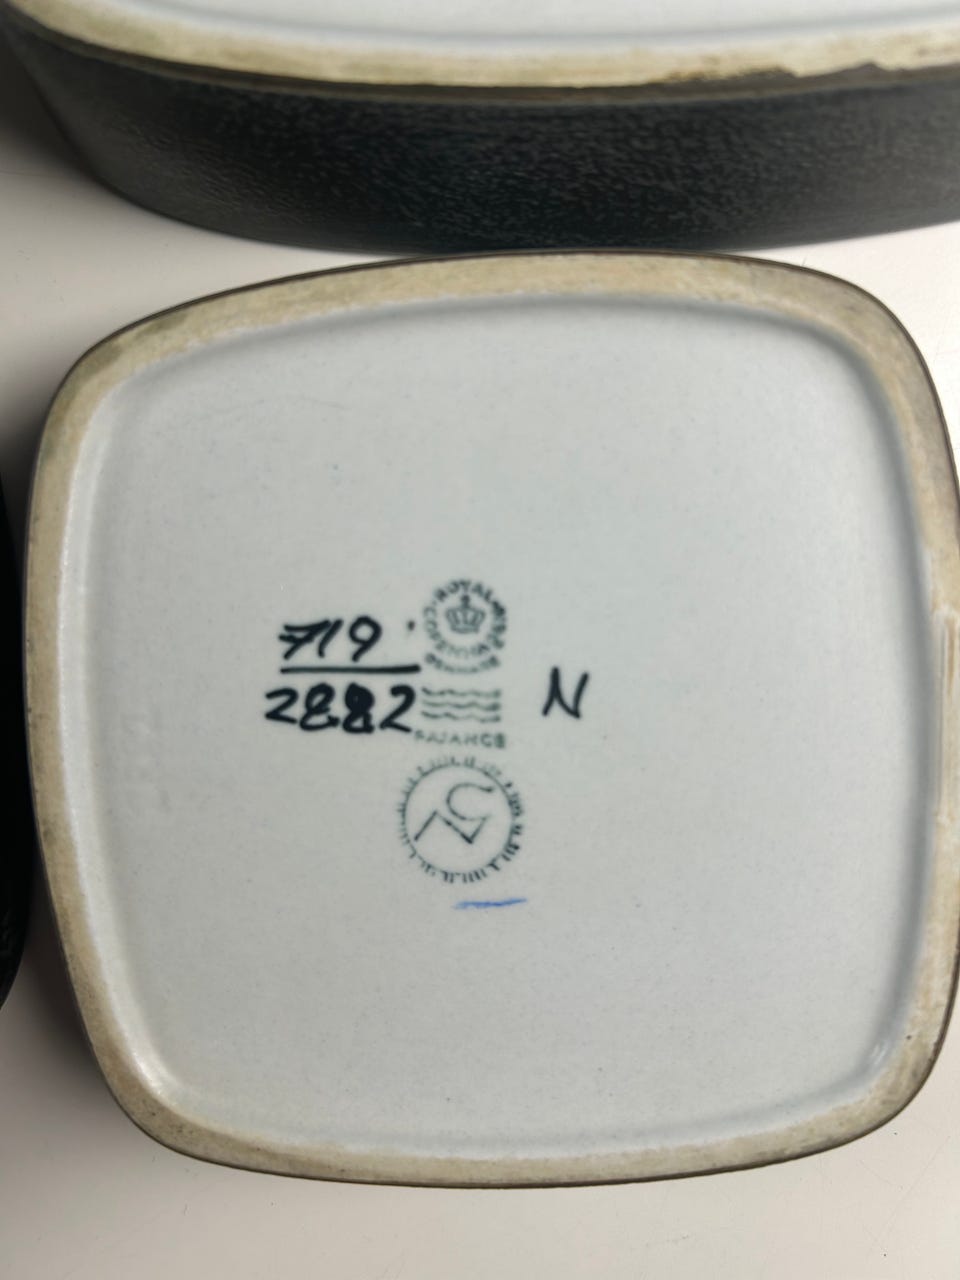 ROYAL
COPENHAGEN
DENMARK
719
2882
FAJANCE
N